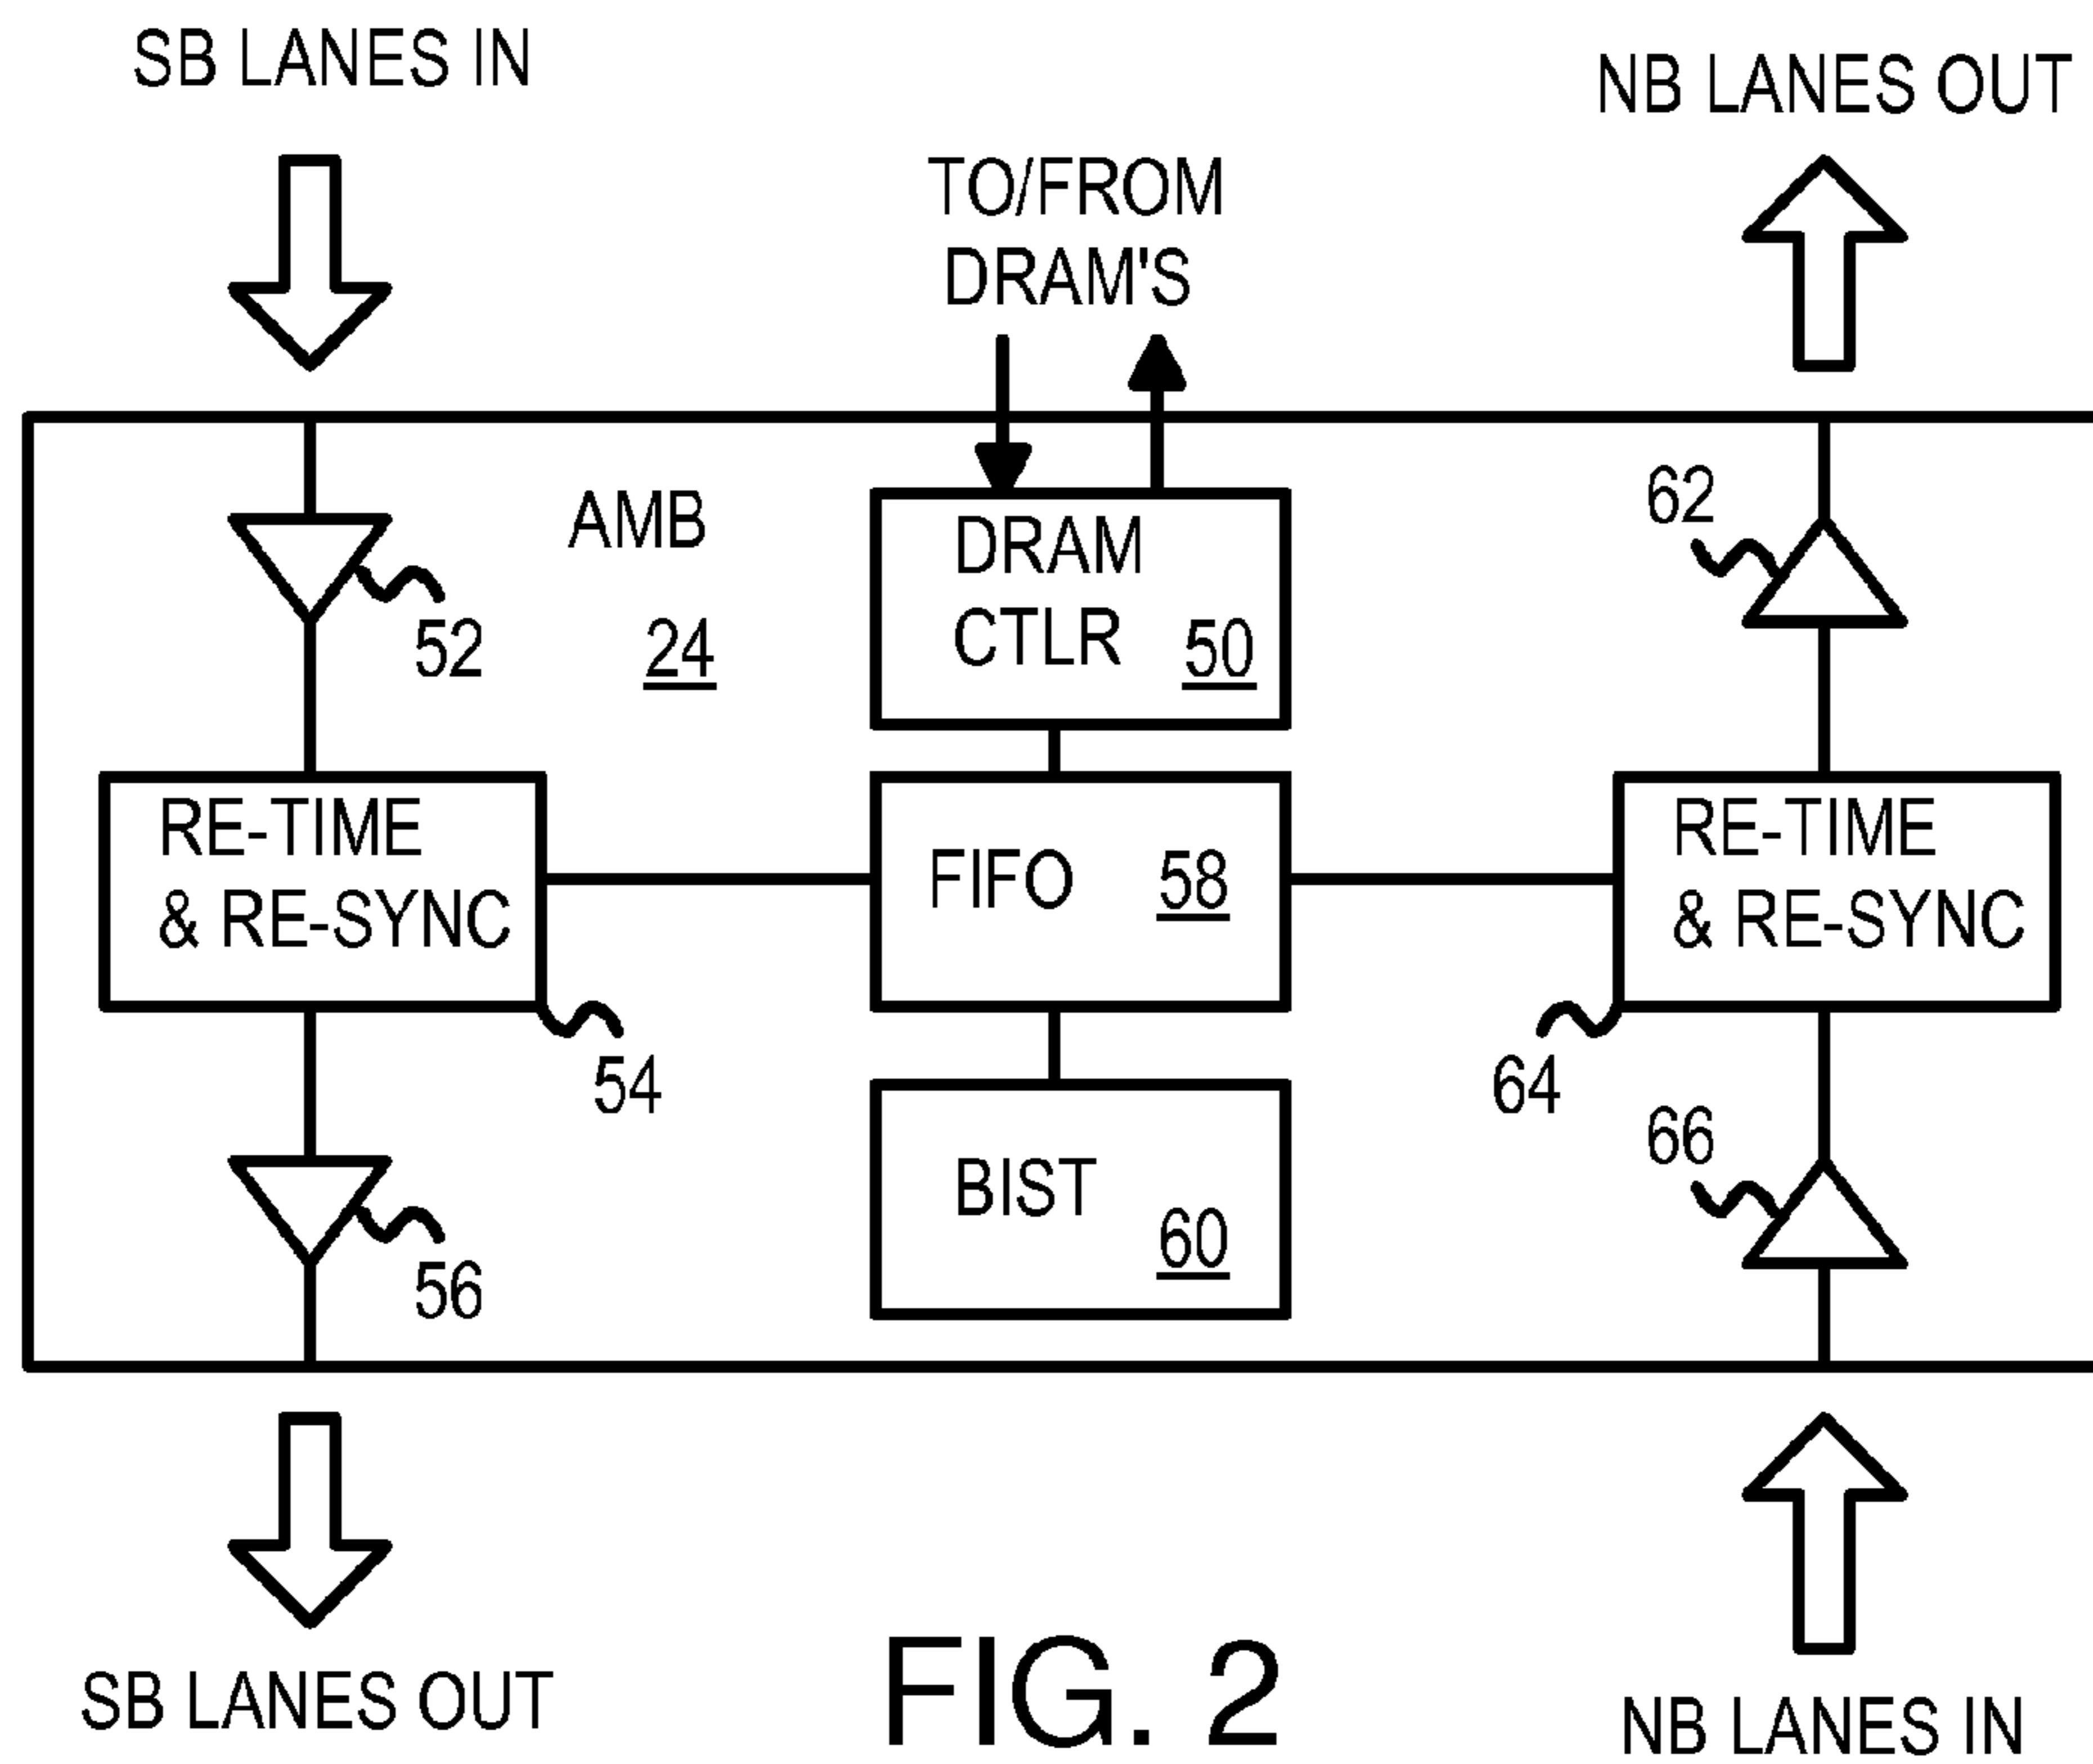 SB LANES IN
NB LANES OUT
TO/FROM
DRAM'S
AMB
24
52
DRAM
CTLR 50
62
RE-TIME
& RE-SYNC
54
FIFO 58
RE-TIME
& RE-SYNC
64
66
56
BIST
60
SB LANES OUT
NB LANES IN
FIG. 2